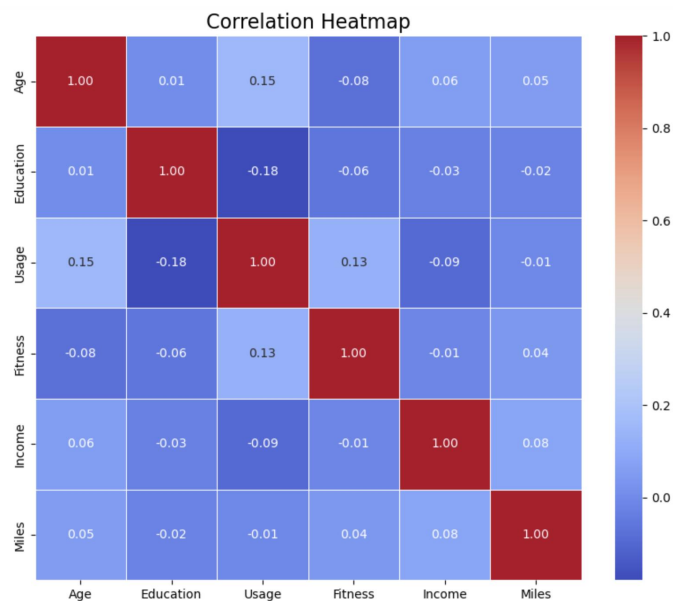 Correlation Heatmap
Age 1.00 0.01 0.15 -0.08 0.06 0.05
Education 0.01 1.00 -0.18 -0.06 -0.03 -0.02
Usage 0.15 -0.18 1.00 0.13 -0.09 -0.01
Fitness -0.08 -0.06 0.13 1.00 -0.01 0.04
Income 0.06 -0.03 -0.09 -0.01 1.00 0.08
Miles 0.05 -0.02 -0.01 0.04 0.08 1.00
Age Education Usage Fitness Income Miles
1.0
0.8
0.6
0.4
0.2
0.0